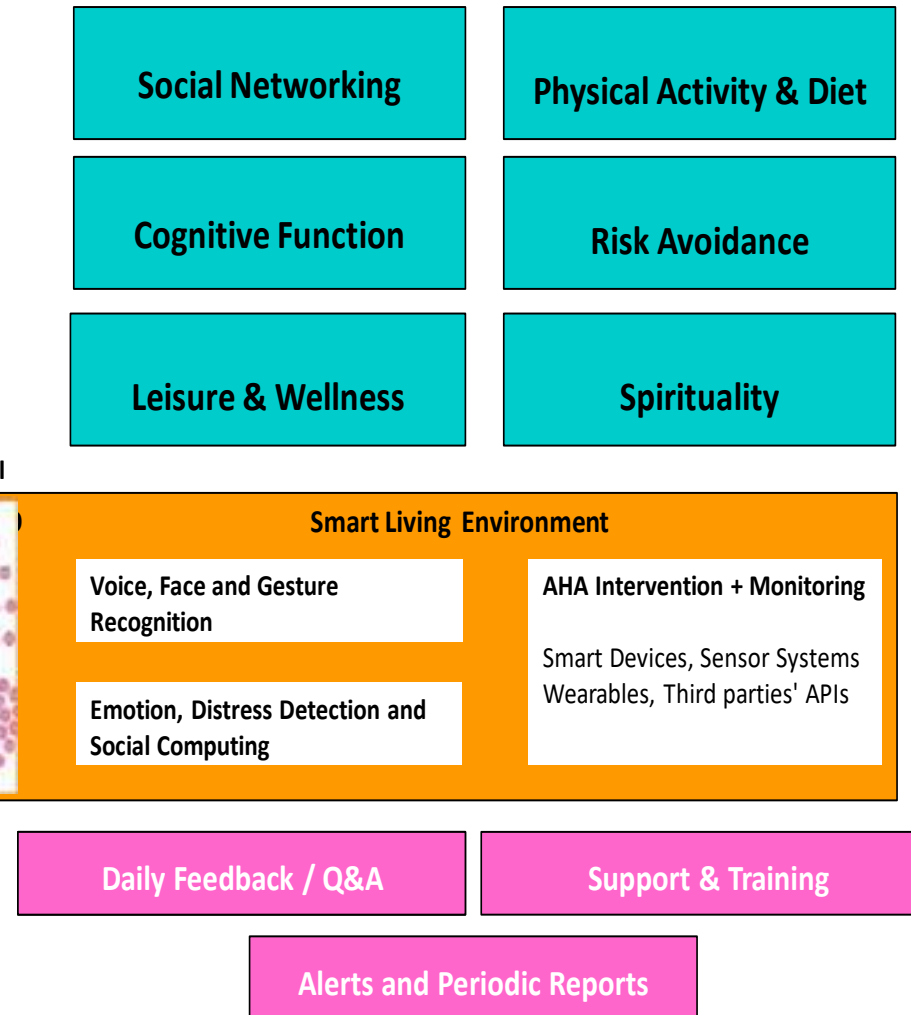 Social Networking
Physical Activity & Diet
Cognitive Function
Risk Avoidance
Leisure & Wellness
Spirituality
Smart Living Environment
Voice, Face and Gesture
Recognition
Emotion, Distress Detection and
Social Computing
AHA Intervention + Monitoring
Smart Devices, Sensor Systems
Wearables, Third parties' APIs
Daily Feedback / Q&A
Support & Training
Alerts and Periodic Reports